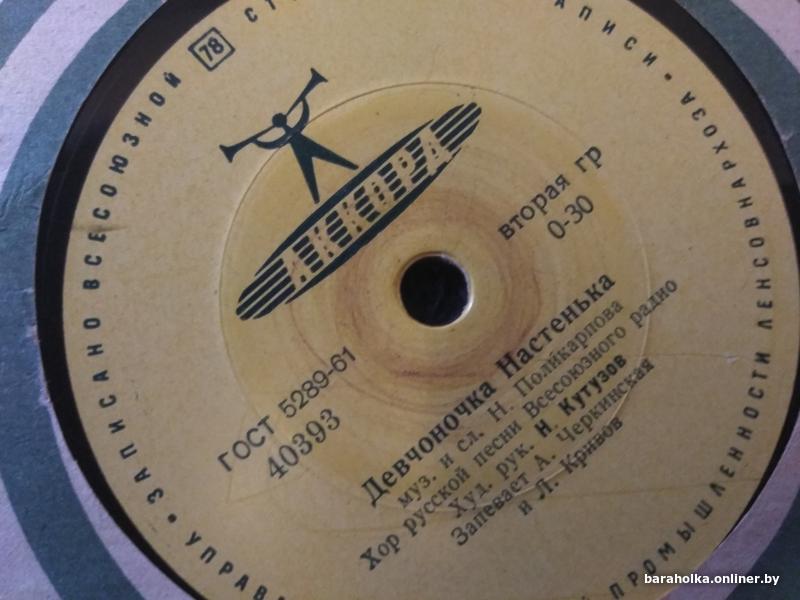 ЗАПИСАНО ВСЕСОЮЗНОЙ
78
АПИСИ
АККОРД
вторая гр
0-30
ГОСТ 5289-61
40393
Девчоночка Настенька
муз. и сл. Н. Поликарпова
Хор русской песни Всесоюзного радио
Худ. рук. Н. Кутузов
Запевает А. Черкинская
и Л. Кривов
УПРАВ
ПРОМЫШЛЕННОСТИ ЛЕНСОВНАРХОЗА
baraholka.onliner.by